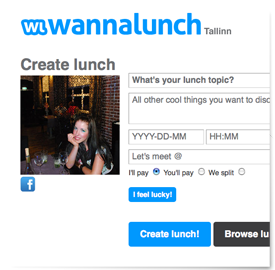 wl wannalunch Tallinn
Create lunch
What's your lunch topic?
All other cool things you want to disc
YYYY-DD-MM HH:MM
Let's meet @
I'll pay You'll pay We split
I feel lucky!
Create lunch! Browse lu